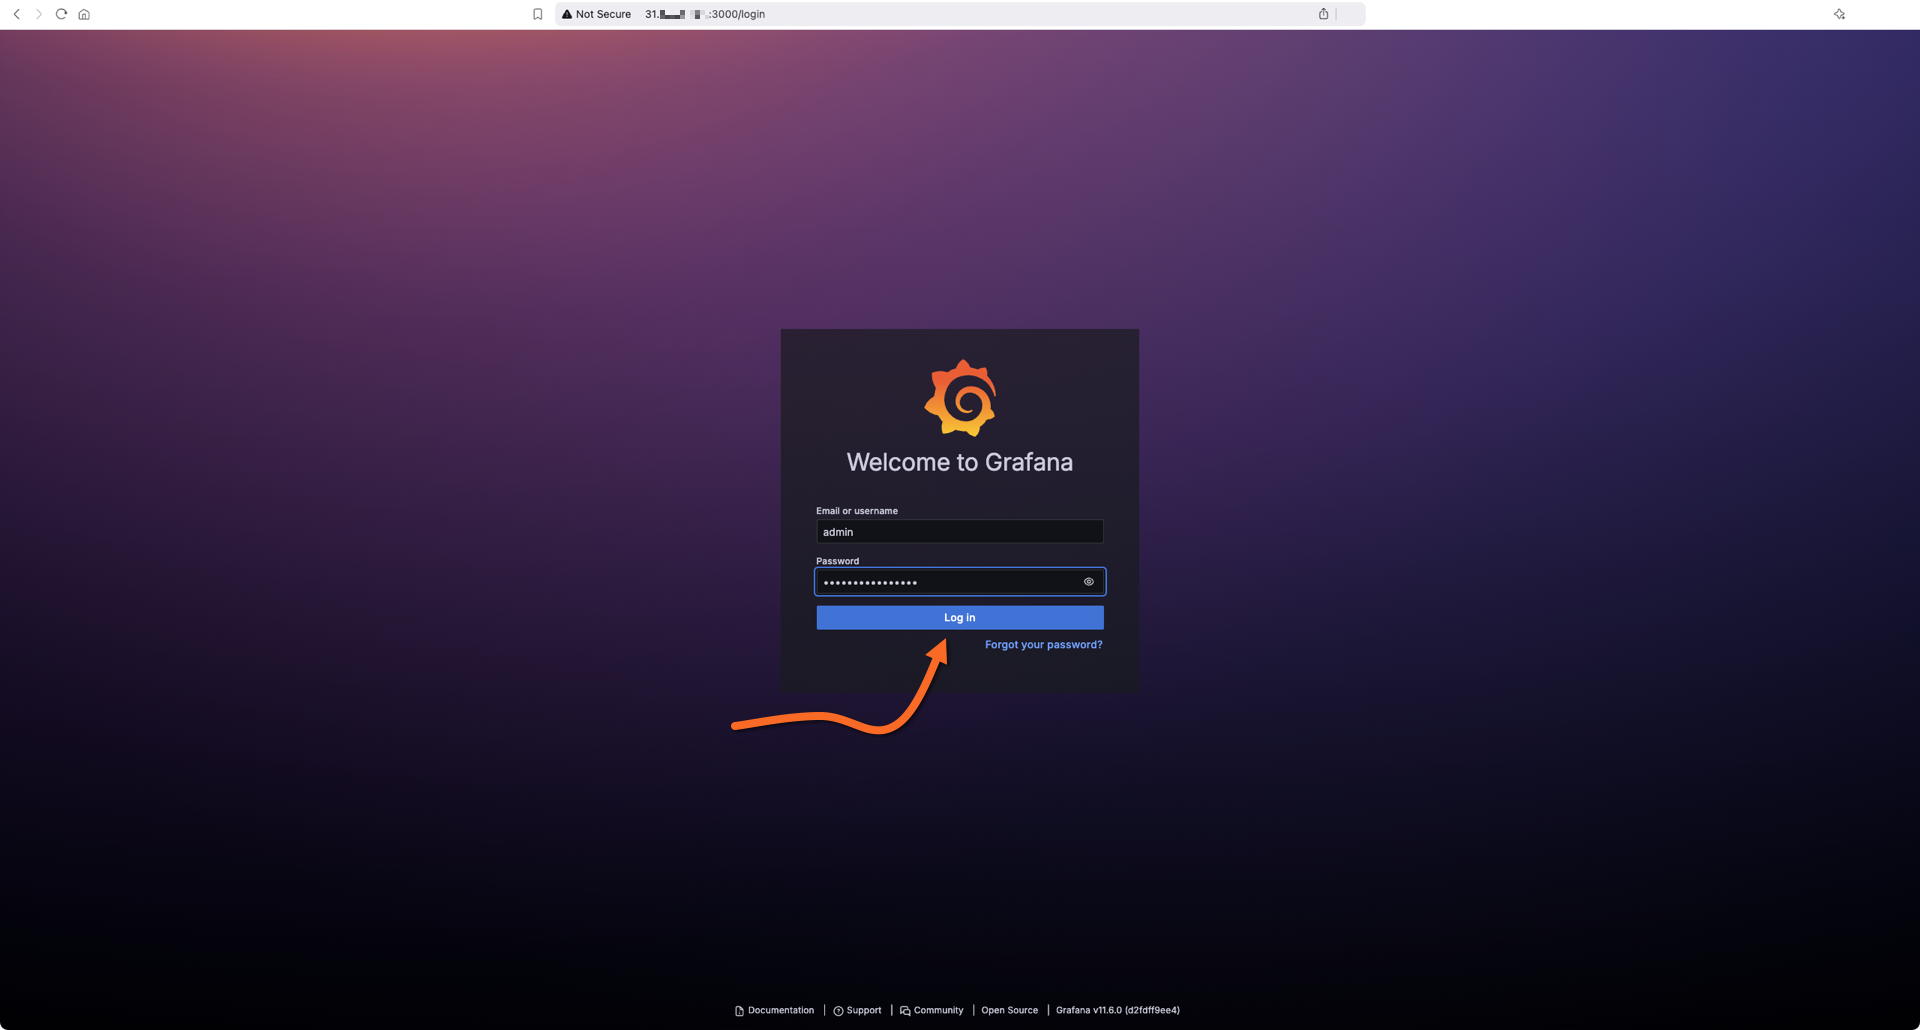 Not Secure 31. :3000/login
Welcome to Grafana
Email or username
admin
Password
••••••••••••••••
Log in
Forgot your password?
Documentation | Support | Community | Open Source | Grafana v11.6.0 (d2fdff9ee4)